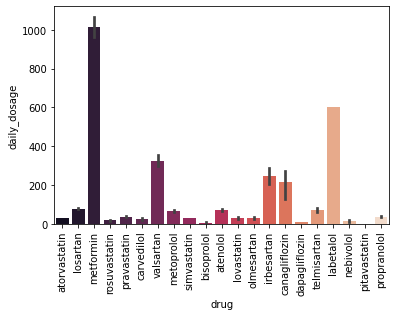 1000
800
600
400
200
0
daily_dosage
atorvastatin
losartan
metformin
rosuvastatin
pravastatin
carvedilol
valsartan
metoprolol
simvastatin
bisoprolol
atenolol
lovastatin
olmesartan
irbesartan
canagliflozin
dapagliflozin
telmisartan
labetalol
nebivolol
pitavastatin
propranolol
drug